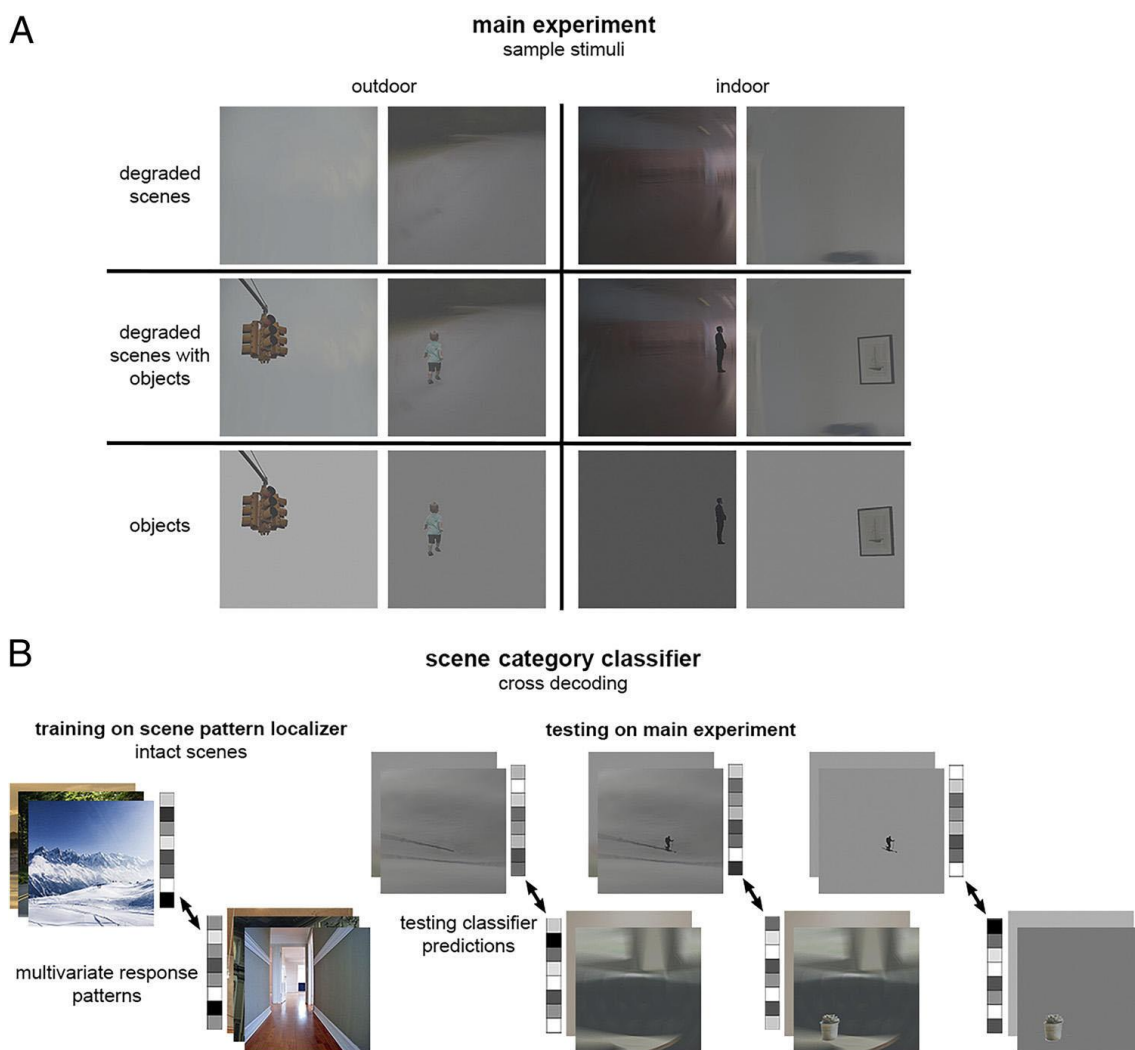 A
main experiment
sample stimuli
outdoor
indoor
degraded
scenes
degraded
scenes with
objects
objects
B
scene category classifier
cross decoding
training on scene pattern localizer
intact scenes
testing on main experiment
testing classifier
predictions
multivariate response
patterns